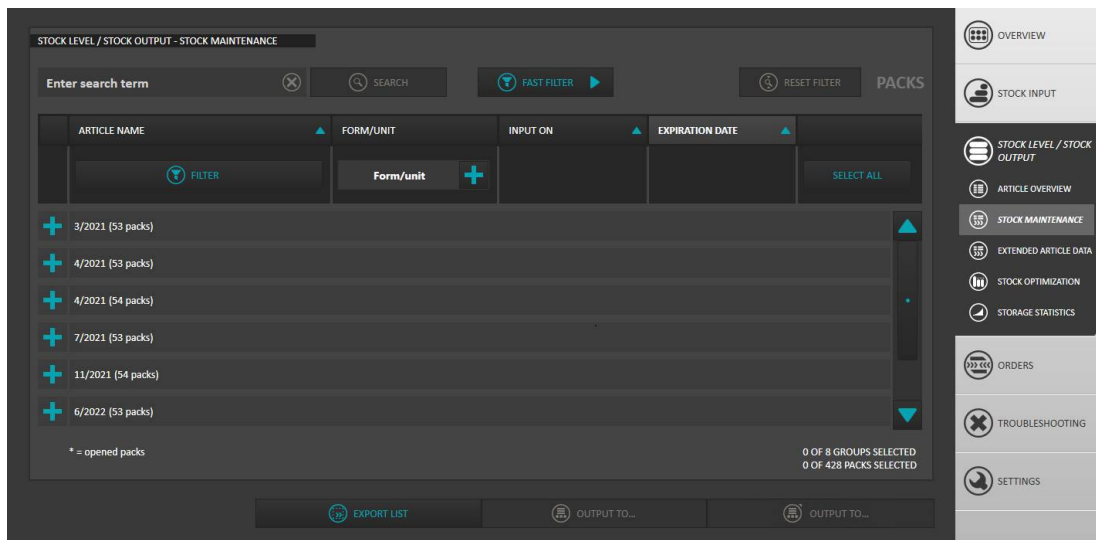 STOCK LEVEL / STOCK OUTPUT - STOCK MAINTENANCE
Enter search term
SEARCH
FAST FILTER
RESET FILTER
PACKS
ARTICLE NAME
FORM/UNIT
INPUT ON
EXPIRATION DATE
FILTER
Form/unit
SELECT ALL
3/2021 (53 packs)
4/2021 (53 packs)
4/2021 (54 packs)
7/2021 (53 packs)
11/2021 (54 packs)
6/2022 (53 packs)
* = opened packs
0 OF 8 GROUPS SELECTED
0 OF 428 PACKS SELECTED
EXPORT LIST
OUTPUT TO...
OUTPUT TO...
OVERVIEW
STOCK INPUT
STOCK LEVEL / STOCK
OUTPUT
ARTICLE OVERVIEW
STOCK MAINTENANCE
EXTENDED ARTICLE DATA
STOCK OPTIMIZATION
STORAGE STATISTICS
ORDERS
TROUBLESHOOTING
SETTINGS